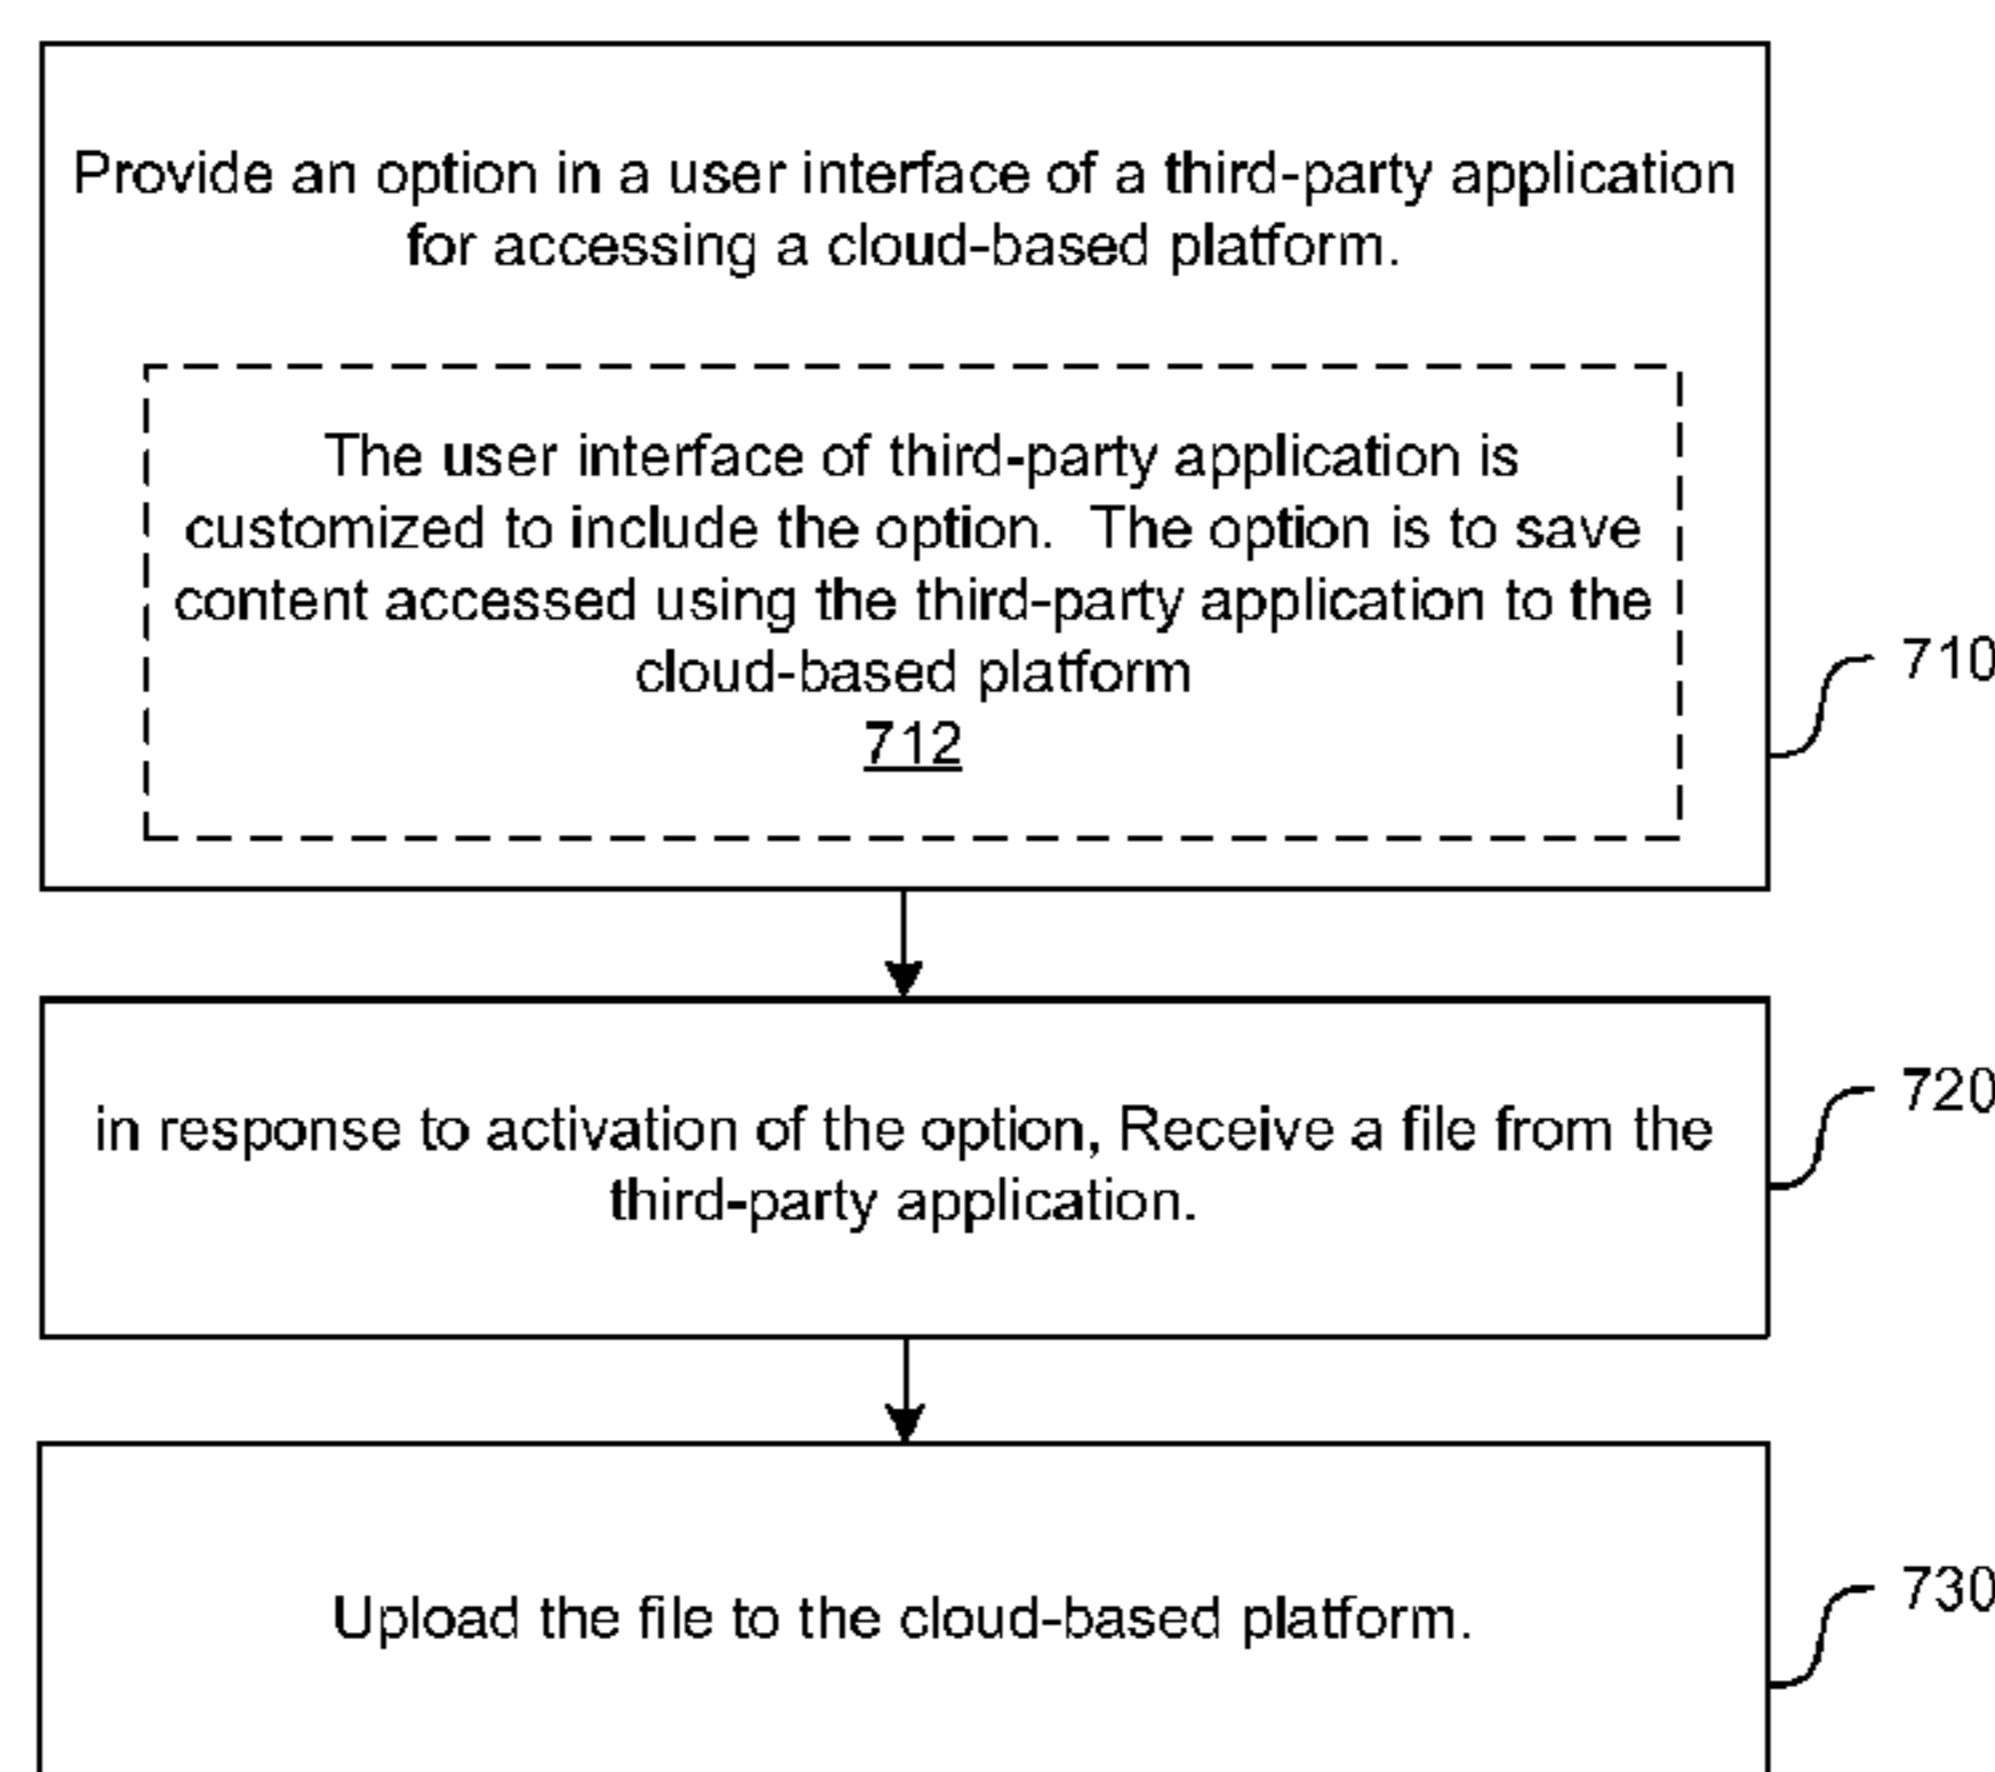 Provide an option in a user interface of a third-party application
for accessing a cloud-based platform.
The user interface of third-party application is
customized to include the option.  The option is to save
content accessed using the third-party application to the
cloud-based platform
712
710
in response to activation of the option, Receive a file from the
third-party application.
720
Upload the file to the cloud-based platform.
730